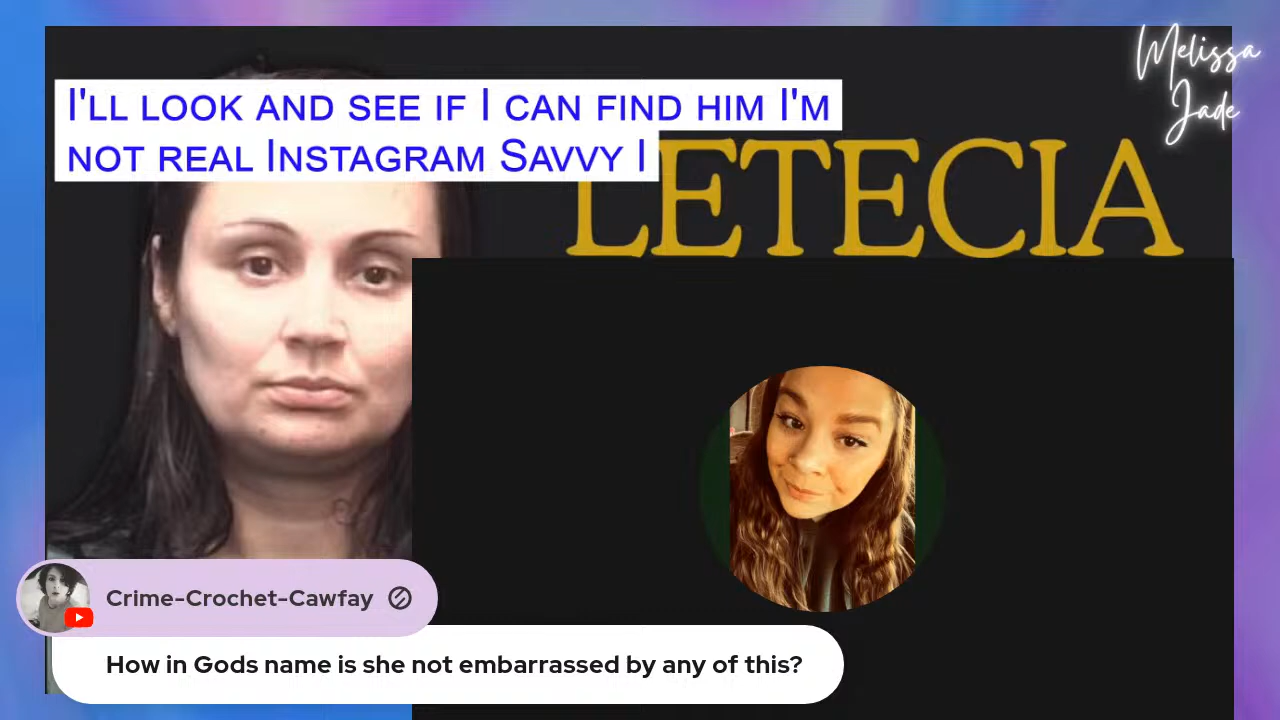 Melissa
Jade
I'LL LOOK AND SEE IF I CAN FIND HIM I'M
NOT REAL INSTAGRAM SAVVY I
LETECIA
Crime-Crochet-Cawfay
How in Gods name is she not embarrassed by any of this?